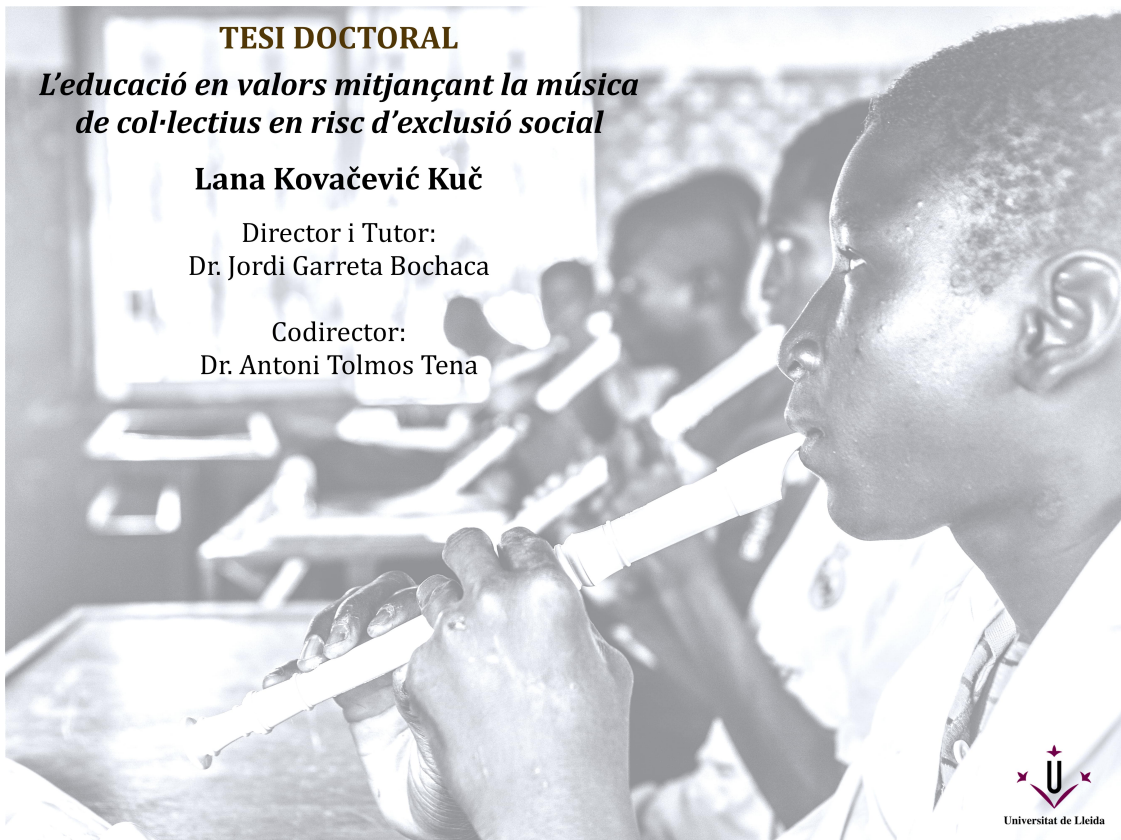 TESI DOCTORAL
L’educació en valors mitjançant la música
de col·lectius en risc d’exclusió social
Lana Kovačević Kuč
Director i Tutor:
Dr. Jordi Garreta Bochaca
Codirector:
Dr. Antoni Tolmos Tena
Universitat de Lleida